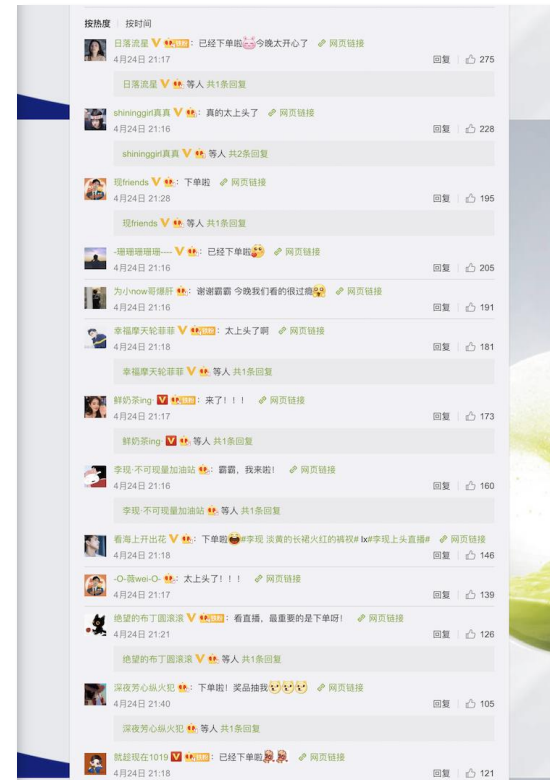 按热度 按时间
日落流星 铁粉：已经下单啦 今晚太开心了 网页链接
4月24日 21:17 回复 275
日落流星 等人 共1条回复
shininggirl真真：真的太上头了 网页链接
4月24日 21:16 回复 228
shininggirl真真 等人 共2条回复
现friends：下单啦 网页链接
4月24日 21:28 回复 195
现friends 等人 共1条回复
-珊珊珊珊珊----：已经下单啦 网页链接
4月24日 21:16 回复 205
为小now哥爆肝：谢谢霸霸 今晚我们看的很过瘾 网页链接
4月24日 21:16 回复 191
幸福摩天轮菲菲 铁粉：太上头了啊 网页链接
4月24日 21:18 回复 181
幸福摩天轮菲菲 等人 共1条回复
鲜奶茶ing· 铁粉：来了！！！ 网页链接
4月24日 21:17 回复 173
鲜奶茶ing· 等人 共1条回复
李现·不可现量加油站：霸霸，我来啦！ 网页链接
4月24日 21:16 回复 160
李现·不可现量加油站 等人 共1条回复
看海上开出花：下单啦 #李现 淡黄的长裙火红的裤衩# lx#李现上头直播# 网页链接
4月24日 21:18 回复 146
-O-薇wei-O-：太上头了！！！ 网页链接
4月24日 21:17 回复 139
绝望的布丁圆滚滚 铁粉：看直播，最重要的是下单呀！ 网页链接
4月24日 21:21 回复 126
绝望的布丁圆滚滚 等人 共1条回复
深夜芳心纵火犯：下单啦！奖品抽我 网页链接
4月24日 21:40 回复 105
深夜芳心纵火犯 等人 共1条回复
就趁现在1019 铁粉：已经下单啦 网页链接
4月24日 21:18 回复 121